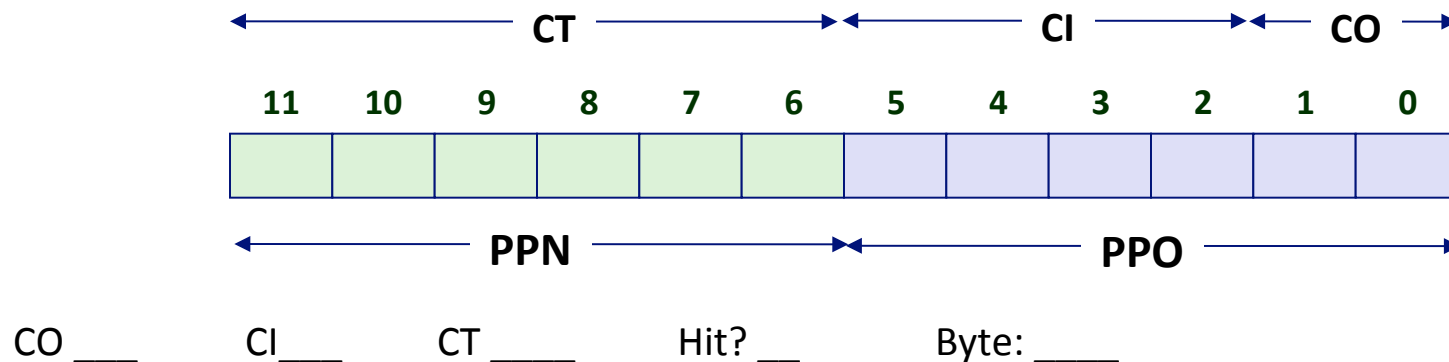 CT CI CO
11 10 9 8 7 6 5 4 3 2 1 0
PPN PPO
CO ___ CI___ CT ____ Hit? __ Byte: ____